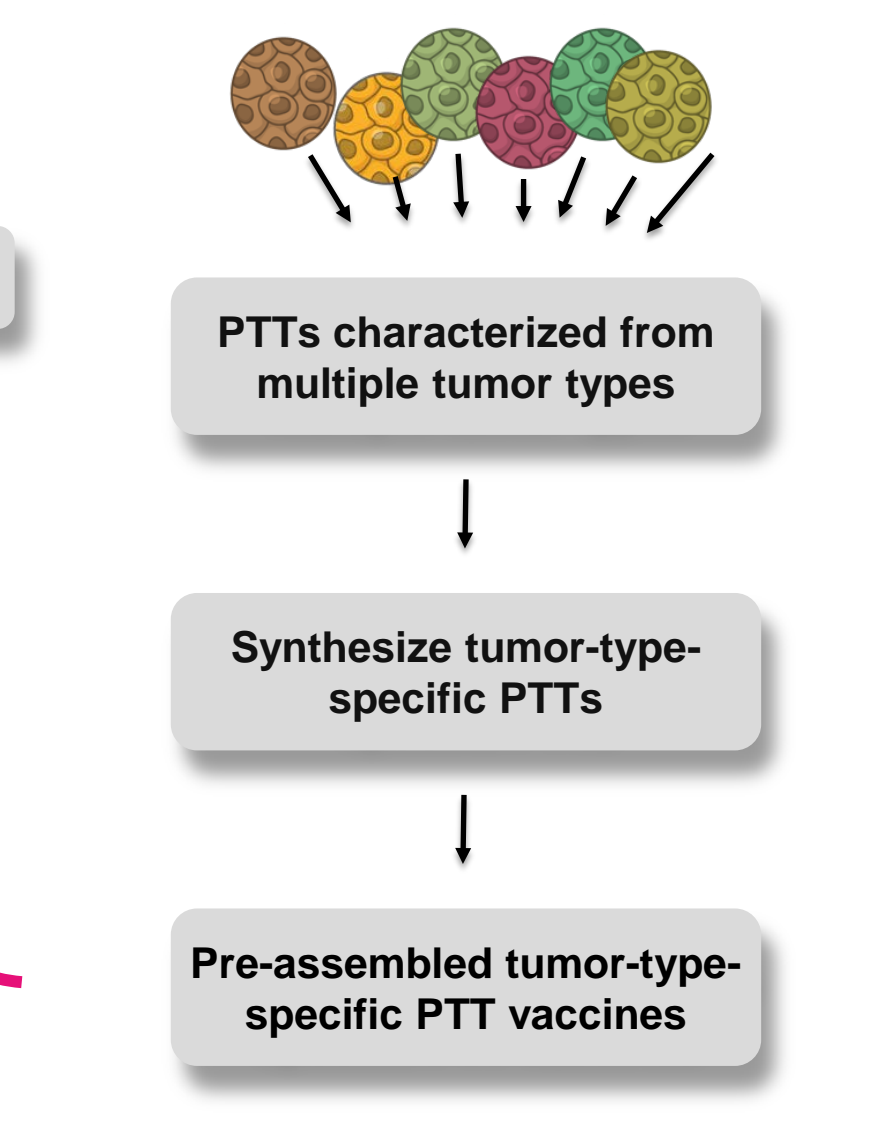 PTTs characterized from
multiple tumor types
Synthesize tumor-type-
specific PTTs
Pre-assembled tumor-type-
specific PTT vaccines